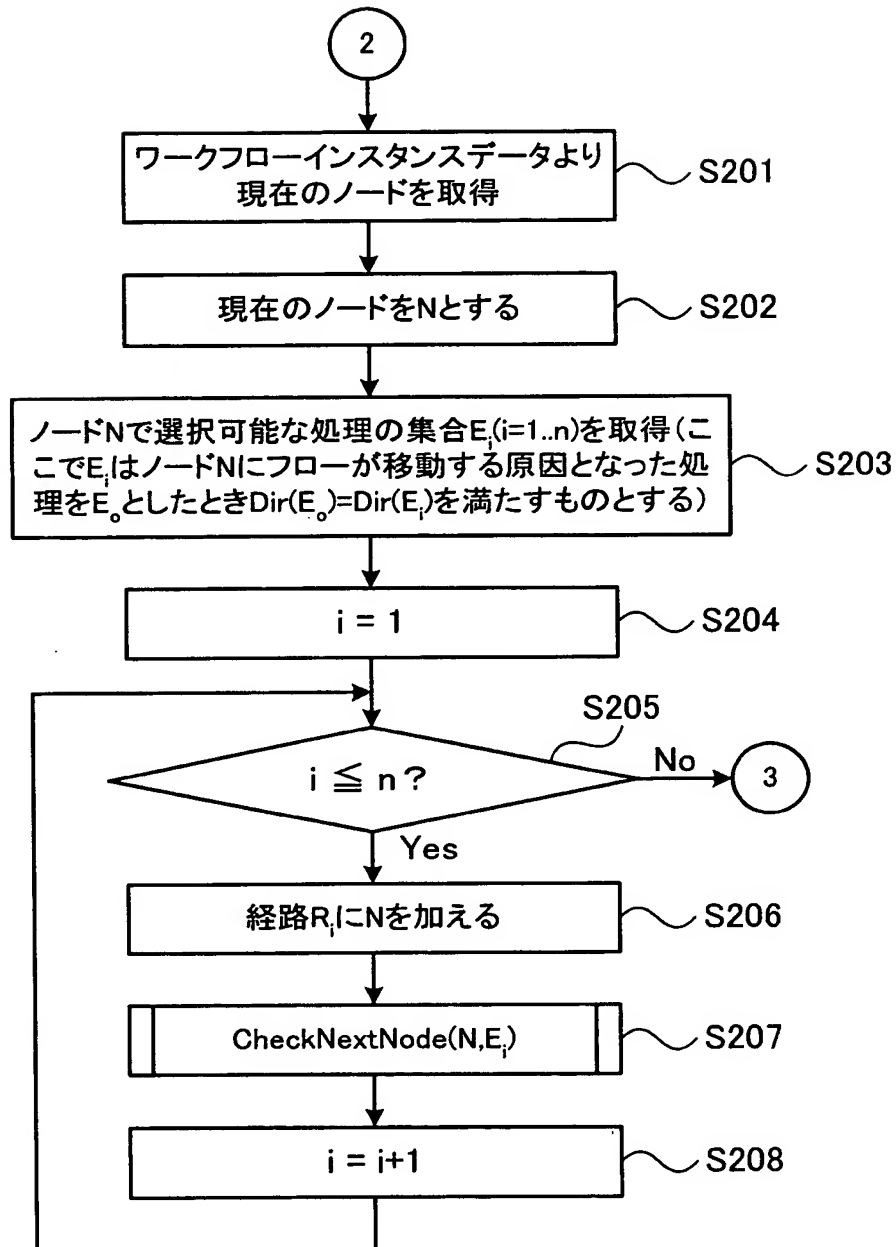 2
ワークフローインスタンスデータより
現在のノードを取得
S201
現在のノードをNとする
S202
ノードNで選択可能な処理の集合Ei(i=1..n)を取得(こ
こでEiはノードNにフローが移動する原因となった処
理をEoとしたときDir(Eo)=Dir(Ei)を満たすものとする)
S203
i = 1
S204
S205
i ≦ n?
No
3
Yes
経路RiにNを加える
S206
CheckNextNode(N,Ei)
S207
i = i+1
S208